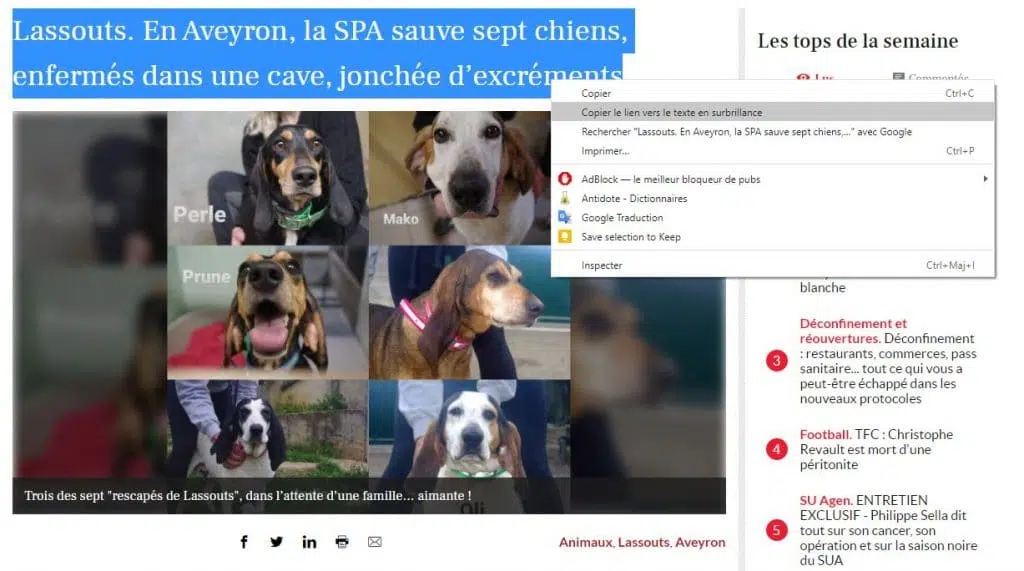 Lassouts. En Aveyron, la SPA sauve sept chiens,
enfermés dans une cave, jonchée d'excréments
Perle
Mako
Prune
Oli
Trois des sept "rescapés de Lassouts", dans l'attente d'une famille... aimante !
Animaux, Lassouts, Aveyron
Les tops de la semaine
Lus
Commentés
Copier Ctrl+C
Copier le lien vers le texte en surbrillance
Rechercher "Lassouts. En Aveyron, la SPA sauve sept chiens,..." avec Google
Imprimer... Ctrl+P
AdBlock — le meilleur bloqueur de pubs
Antidote - Dictionnaires
Google Traduction
Save selection to Keep
Inspecter Ctrl+Maj+I
blanche
3
Déconfinement et
réouvertures. Déconfinement
: restaurants, commerces, pass
sanitaire... tout ce qui vous a
peut-être échappé dans les
nouveaux protocoles
4
Football. TFC : Christophe
Revault est mort d'une
péritonite
5
SU Agen. ENTRETIEN
EXCLUSIF - Philippe Sella dit
tout sur son cancer, son
opération et sur la saison noire
du SUA